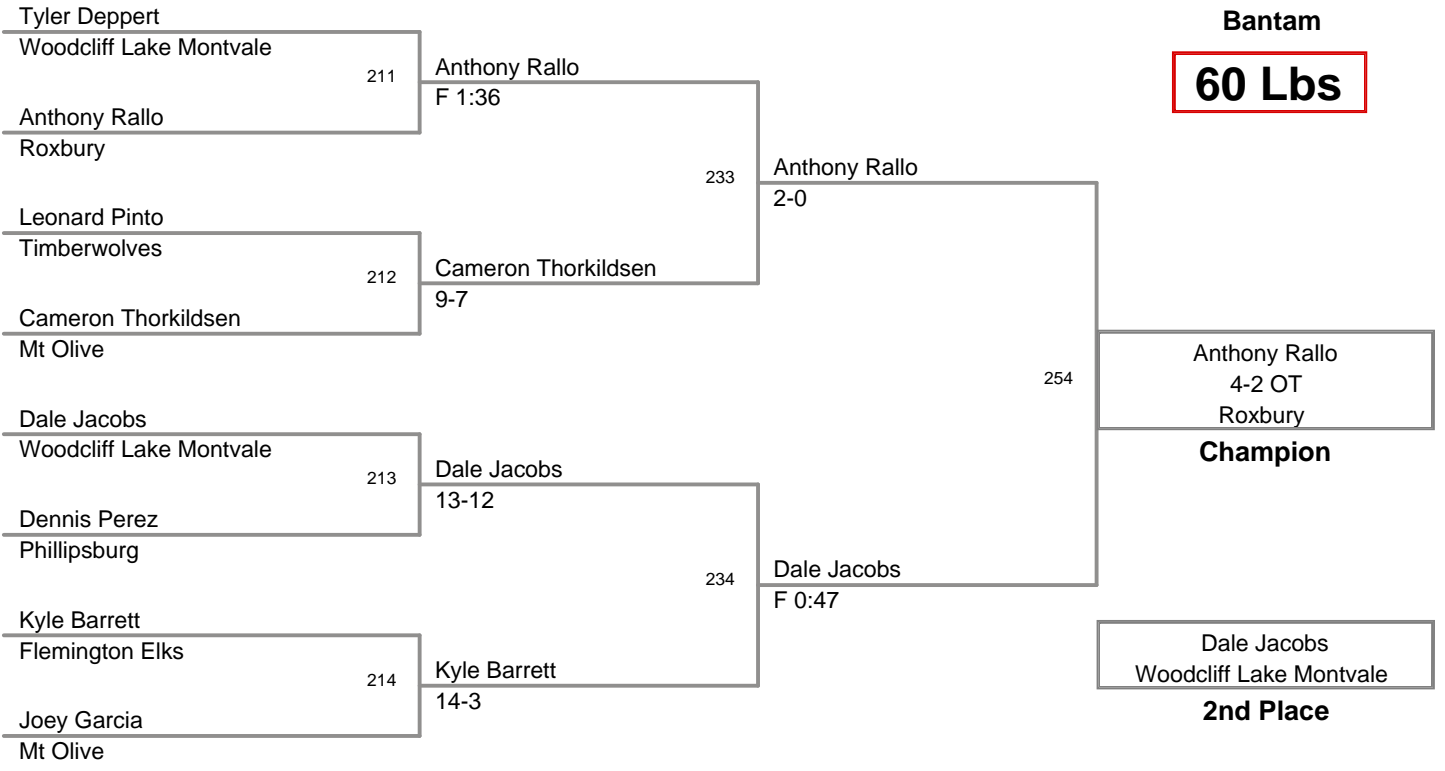 Tyler Deppert
Woodcliff Lake Montvale
211
Anthony Rallo
Roxbury
Anthony Rallo
F 1:36
Leonard Pinto
Timberwolves
212
Cameron Thorkildsen
Mt Olive
Cameron Thorkildsen
9-7
233
Anthony Rallo
2-0
Dale Jacobs
Woodcliff Lake Montvale
213
Dennis Perez
Phillipsburg
Dale Jacobs
13-12
Kyle Barrett
Flemington Elks
214
Joey Garcia
Mt Olive
Kyle Barrett
14-3
234
Dale Jacobs
F 0:47
254
Bantam
60 Lbs
Anthony Rallo
4-2 OT
Roxbury
Champion
Dale Jacobs
Woodcliff Lake Montvale
2nd Place